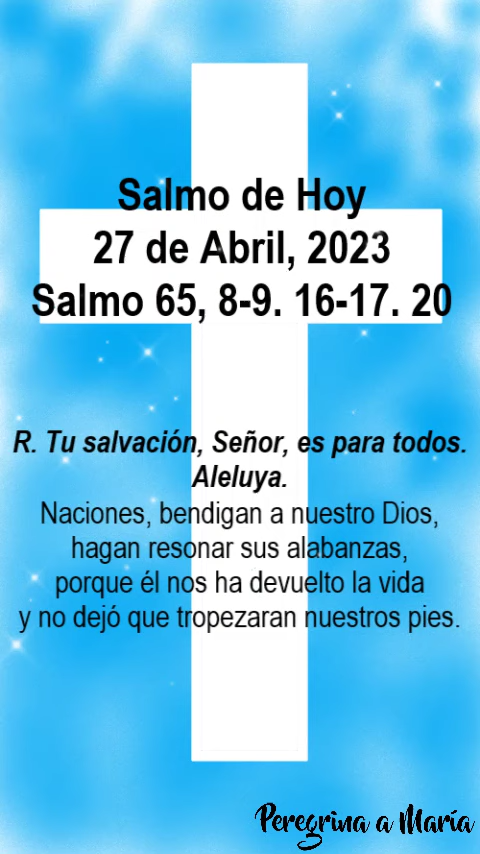 Salmo de Hoy
27 de Abril, 2023
Salmo 65, 8-9. 16-17. 20
R. Tu salvación, Señor, es para todos.
Aleluya.
Naciones, bendigan a nuestro Dios,
hagan resonar sus alabanzas,
porque él nos ha devuelto la vida
y no dejó que tropezaran nuestros pies.
Peregrina a María